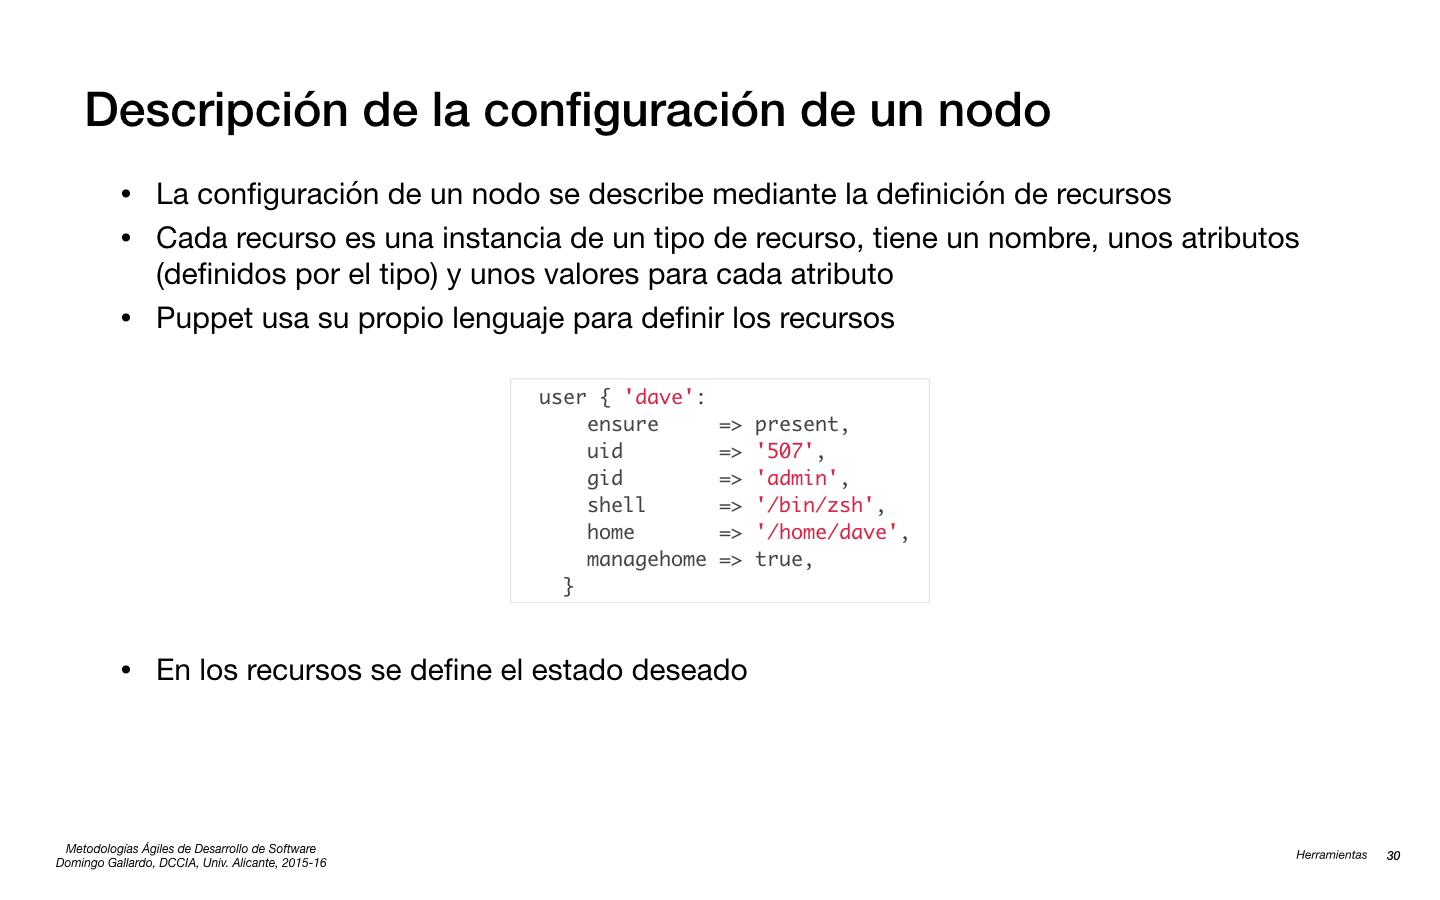 Descripción de la configuración de un nodo
• La configuración de un nodo se describe mediante la definición de recursos
• Cada recurso es una instancia de un tipo de recurso, tiene un nombre, unos atributos
(definidos por el tipo) y unos valores para cada atributo
• Puppet usa su propio lenguaje para definir los recursos
user { 'dave':
    ensure     => present,
    uid        => '507',
    gid        => 'admin',
    shell      => '/bin/zsh',
    home       => '/home/dave',
    managehome => true,
  }
• En los recursos se define el estado deseado
Metodologías Ágiles de Desarrollo de Software
Domingo Gallardo, DCCIA, Univ. Alicante, 2015-16
Herramientas 30